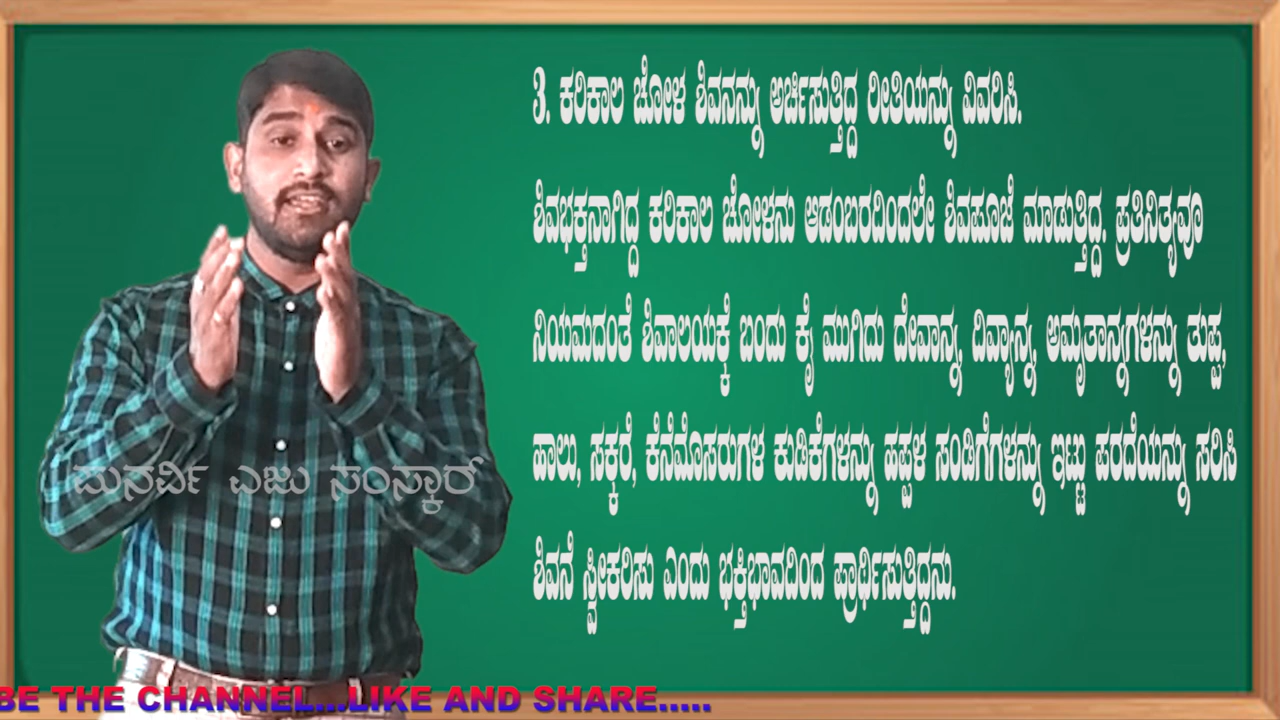 3. ಕರಿಕಾಲ ಚೋಳ ಶಿವನನ್ನು ಅರ್ಚಿಸುತ್ತಿದ್ದ ರೀತಿಯನ್ನು ವಿವರಿಸಿ.
ಶಿವಭಕ್ತನಾಗಿದ್ದ ಕರಿಕಾಲ ಚೋಳನು ಆಡಂಬರದಿಂದಲೇ ಶಿವಪೂಜೆ ಮಾಡುತ್ತಿದ್ದ. ಪ್ರತಿನಿತ್ಯವೂ
ನಿಯಮದಂತೆ ಶಿವಾಲಯಕ್ಕೆ ಬಂದು ಕೈ ಮುಗಿದು ದೇವಾನ್ನ, ದಿವ್ಯಾನ್ನ, ಅಮೃತಾನ್ನಗಳನ್ನು ತುಪ್ಪ,
ಹಾಲು, ಸಕ್ಕರೆ, ಕೆನೆಮೊಸರುಗಳ ಕುಡಿಕೆಗಳನ್ನು ಹಪ್ಪಳ ಸಂಡಿಗೆಗಳನ್ನು ಇಟ್ಟು ಪರದೆಯನ್ನು ಸರಿಸಿ
ಶಿವನೆ ಸ್ವೀಕರಿಸು ಎಂದು ಭಕ್ತಿಭಾವದಿಂದ ಪ್ರಾರ್ಥಿಸುತ್ತಿದ್ದನು.
ಪುನರ್ವಿ ಎಜು ಸಂಸ್ಕಾರ್
BE THE CHANNEL...LIKE AND SHARE.....